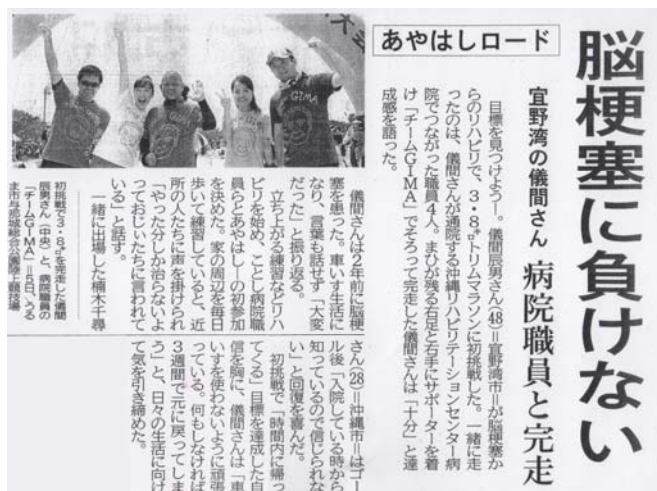 脳梗塞に負けない
あやはしロード
宜野湾の儀間さん 病院職員と完走
目標を見つけよう―。儀間辰男さん(48)=宜野湾市=が脳梗塞か
らのリハビリで、3・8㌔トリムマラソンに初挑戦した。一緒に走
ったのは、儀間さんが通院する沖縄リハビリテーションセンター病
院でつながった職員4人。まひが残る右足と右手にサポーターを着
け「チームGIMA」でそろって完走した儀間さんは「十分」と達
成感を語った。
儀間さんは2年前に脳梗
塞を患った。車いす生活に
なり、言葉も話せず「大変
だった」と振り返る。
立ち上がる練習などリハ
ビリを始め、ことし病院職
員らとあやはし―の初参加
を決めた。家の周辺を毎日
歩いて練習していると、近
所の人たちに声を掛けられ
「やった分しか治らないよ
っておじいたちに言われて
いる」と話す。
一緒に出場した楠木千尋
さん(28)=沖縄市=はゴー
ル後「入院している時から
知っているので信じられな
い」と回復を喜んだ。
初挑戦で「時間内に帰っ
てくる」目標を達成した自
信を胸に、儀間さんは「車
いすを使わないように頑張
っている。何もしなければ
3週間で元に戻ってしま
う」と、日々の生活に向け
て気を引き締めた。
初挑戦で3・8㌔を完走した儀間
辰男さん(中央)と、病院職員の
「チームGIMA」=5日、うる
ま市与那城総合公園陸上競技場
GIMA